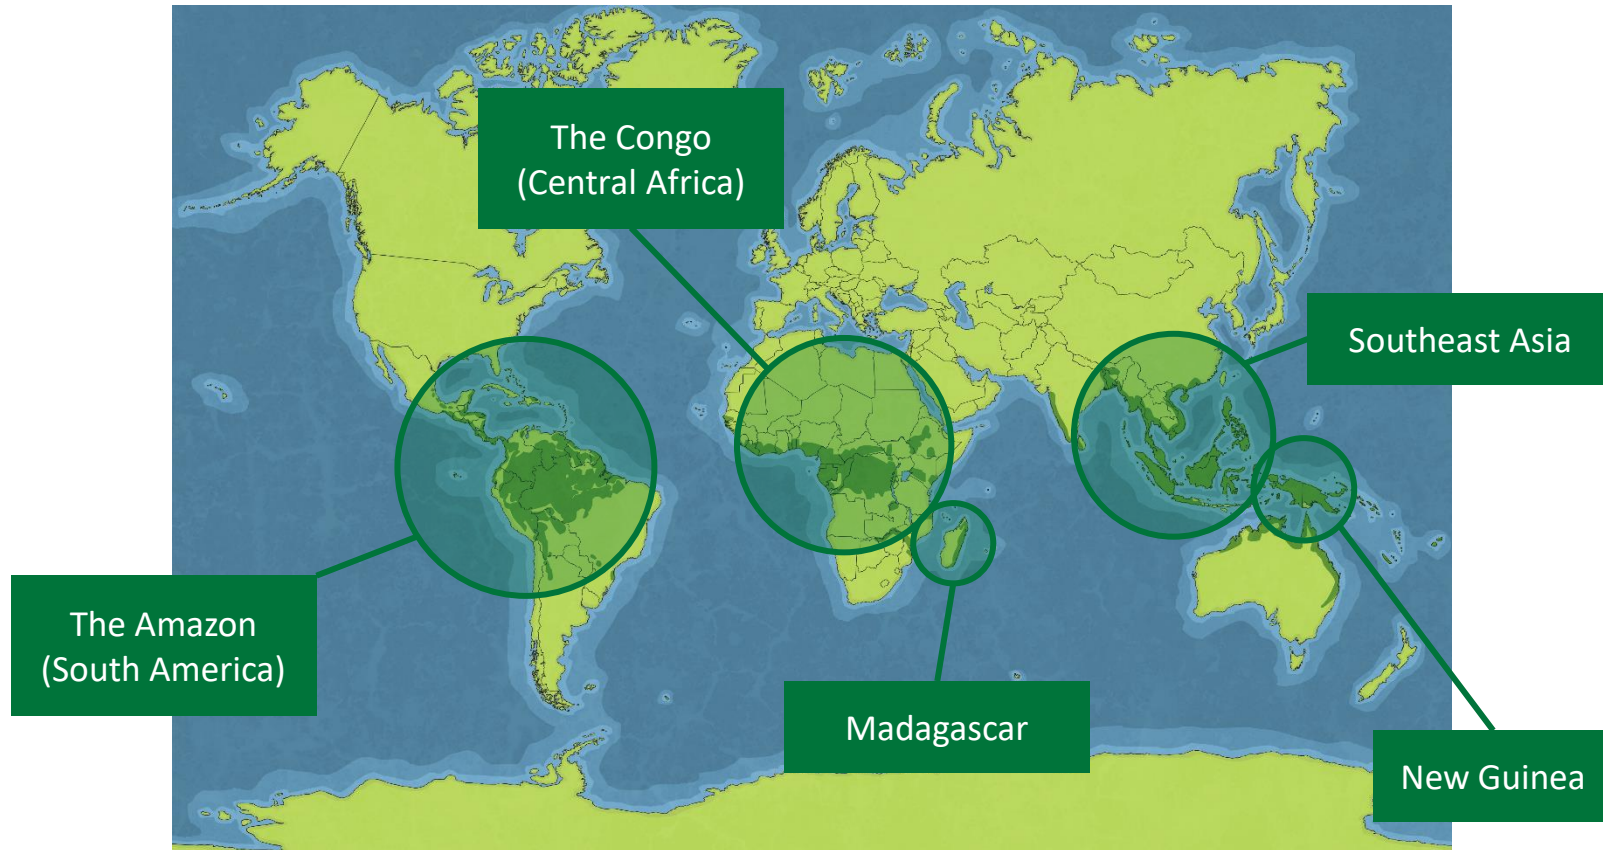 The Congo
(Central Africa)
Southeast Asia
The Amazon
(South America)
Madagascar
New Guinea